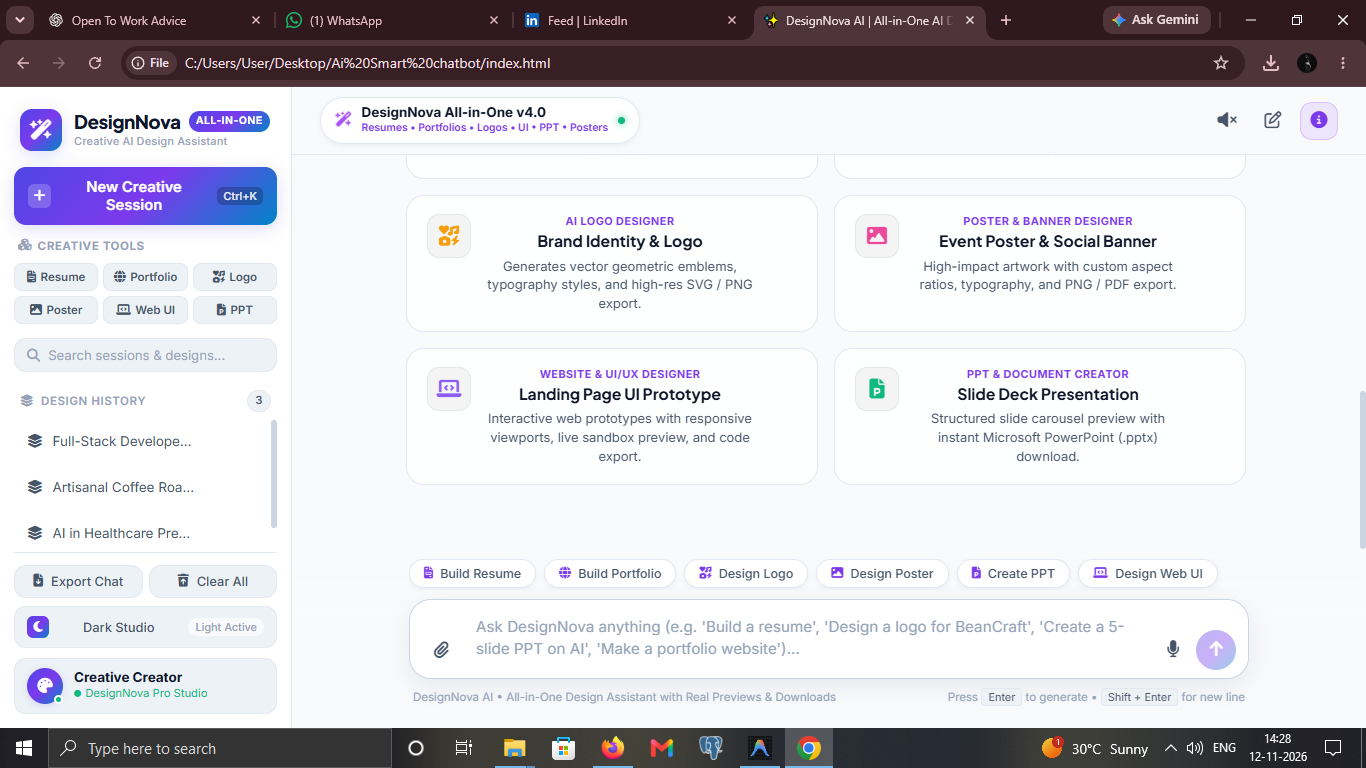 Open To Work Advice
(1) WhatsApp
Feed | LinkedIn
DesignNova AI | All-in-One AI D
Ask Gemini
File
C:/Users/User/Desktop/Ai%20Smart%20chatbot/index.html
DesignNova
ALL-IN-ONE
Creative AI Design Assistant
New Creative
Session
Ctrl+K
CREATIVE TOOLS
Resume
Portfolio
Logo
Poster
Web UI
PPT
Search sessions & designs...
DESIGN HISTORY
3
Full-Stack Develope...
Artisanal Coffee Roa...
AI in Healthcare Pre...
Export Chat
Clear All
Dark Studio
Light Active
Creative Creator
DesignNova Pro Studio
DesignNova All-in-One v4.0
Resumes • Portfolios • Logos • UI • PPT • Posters
AI LOGO DESIGNER
Brand Identity & Logo
Generates vector geometric emblems,
typography styles, and high-res SVG / PNG
export.
POSTER & BANNER DESIGNER
Event Poster & Social Banner
High-impact artwork with custom aspect
ratios, typography, and PNG / PDF export.
WEBSITE & UI/UX DESIGNER
Landing Page UI Prototype
Interactive web prototypes with responsive
viewports, live sandbox preview, and code
export.
PPT & DOCUMENT CREATOR
Slide Deck Presentation
Structured slide carousel preview with
instant Microsoft PowerPoint (.pptx)
download.
Build Resume
Build Portfolio
Design Logo
Design Poster
Create PPT
Design Web UI
Ask DesignNova anything (e.g. 'Build a resume', 'Design a logo for BeanCraft', 'Create a 5-
slide PPT on AI', 'Make a portfolio website')...
DesignNova AI • All-in-One Design Assistant with Real Previews & Downloads
Press Enter to generate • Shift + Enter for new line
Type here to search
1
30°C Sunny
ENG
14:28
12-11-2026